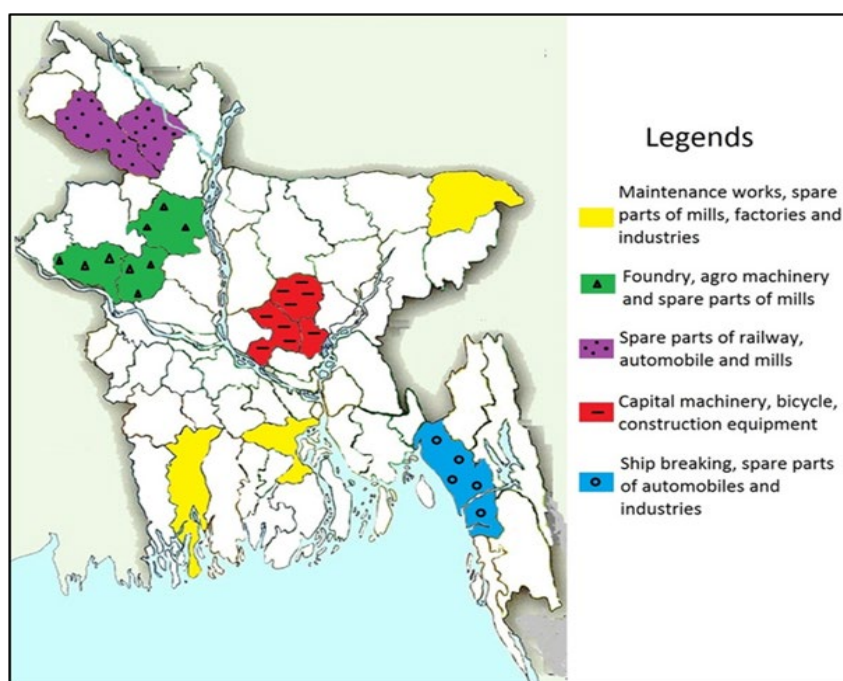 Legends
Maintenance works, spare
parts of mills, factories and
industries
Foundry, agro machinery
and spare parts of mills
Spare parts of railway,
automobile and mills
Capital machinery, bicycle,
construction equipment
Ship breaking, spare parts
of automobiles and
industries